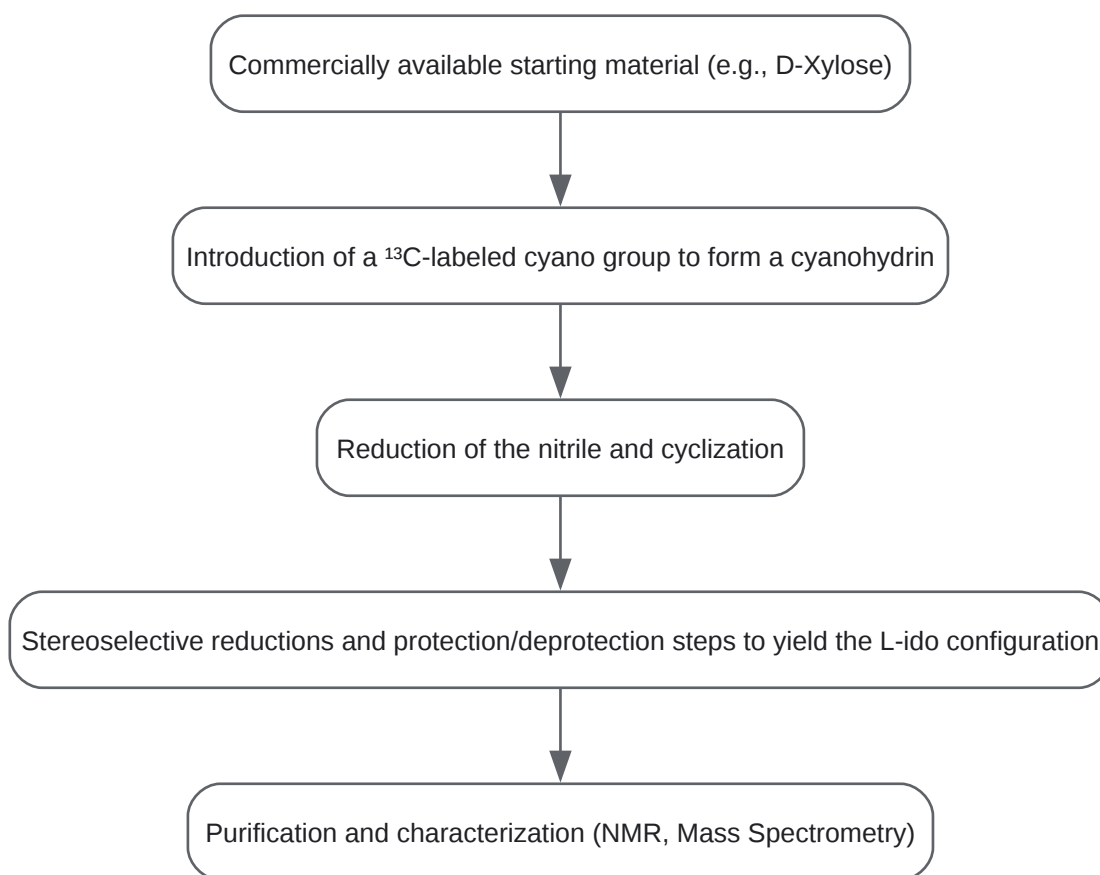 Commercially available starting material (e.g., D-Xylose)
Introduction of a ¹³C-labeled cyano group to form a cyanohydrin
Reduction of the nitrile and cyclization
Stereoselective reductions and protection/deprotection steps to yield the L-ido configuration
Purification and characterization (NMR, Mass Spectrometry)